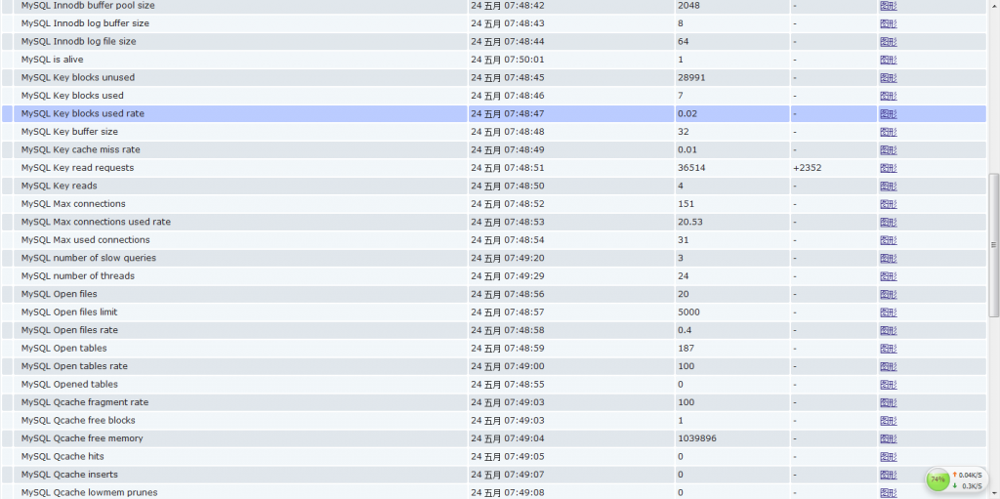 MySQL Innodb buffer pool size 24 五月 07:48:42 2048 - 图形
MySQL Innodb log buffer size 24 五月 07:48:43 8 - 图形
MySQL Innodb log file size 24 五月 07:48:44 64 - 图形
MySQL is alive 24 五月 07:50:01 1 - 图形
MySQL Key blocks unused 24 五月 07:48:45 28991 - 图形
MySQL Key blocks used 24 五月 07:48:46 7 - 图形
MySQL Key blocks used rate 24 五月 07:48:47 0.02 - 图形
MySQL Key buffer size 24 五月 07:48:48 32 - 图形
MySQL Key cache miss rate 24 五月 07:48:49 0.01 - 图形
MySQL Key read requests 24 五月 07:48:51 36514 +2352 图形
MySQL Key reads 24 五月 07:48:50 4 - 图形
MySQL Max connections 24 五月 07:48:52 151 - 图形
MySQL Max connections used rate 24 五月 07:48:53 20.53 - 图形
MySQL Max used connections 24 五月 07:48:54 31 - 图形
MySQL number of slow queries 24 五月 07:49:20 3 - 图形
MySQL number of threads 24 五月 07:49:29 24 - 图形
MySQL Open files 24 五月 07:48:56 20 - 图形
MySQL Open files limit 24 五月 07:48:57 5000 - 图形
MySQL Open files rate 24 五月 07:48:58 0.4 - 图形
MySQL Open tables 24 五月 07:48:59 187 - 图形
MySQL Open tables rate 24 五月 07:49:00 100 - 图形
MySQL Opened tables 24 五月 07:48:55 0 - 图形
MySQL Qcache fragment rate 24 五月 07:49:03 100 - 图形
MySQL Qcache free blocks 24 五月 07:49:03 1 - 图形
MySQL Qcache free memory 24 五月 07:49:04 1039896 - 图形
MySQL Qcache hits 24 五月 07:49:05 0 - 图形
MySQL Qcache inserts 24 五月 07:49:07 0 - 图形
MySQL Qcache lowmem prunes 24 五月 07:49:08 0 - 图形
74% ↑ 0.04K/S
↓ 0.3K/S